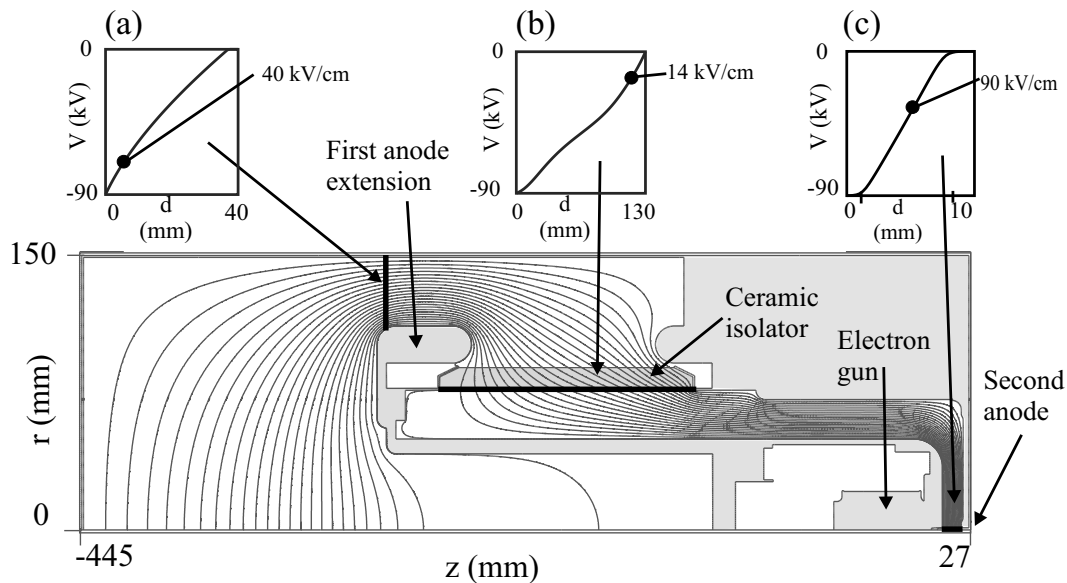 (a)
(b)
(c)
0
V (kV)
-90
0
d
40
(mm)
40 kV/cm
0
V (kV)
-90
0
d
130
(mm)
14 kV/cm
0
V (kV)
-90
0
d
10
(mm)
90 kV/cm
First anode
extension
Ceramic
isolator
Electron
gun
Second
anode
150
r (mm)
0
-445
z (mm)
27